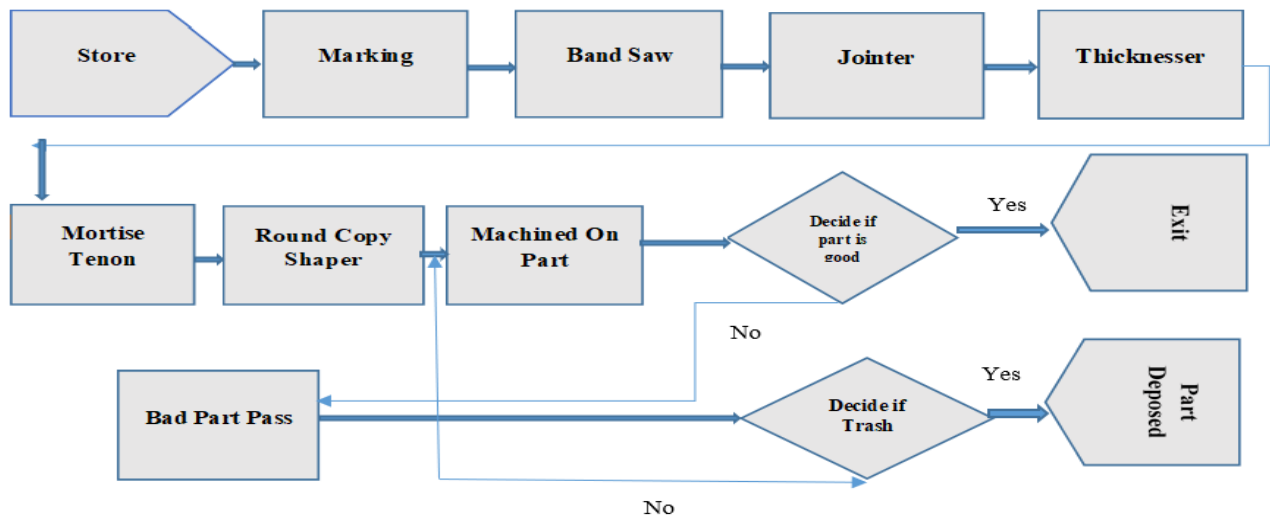 Store
Marking
Band Saw
Jointer
Thicknesser
Mortise
Tenon
Round Copy
Shaper
Machined On
Part
Decide if
part is
good
Yes
Exit
No
Bad Part Pass
Decide if
Trash
Yes
Part
Deposed
No